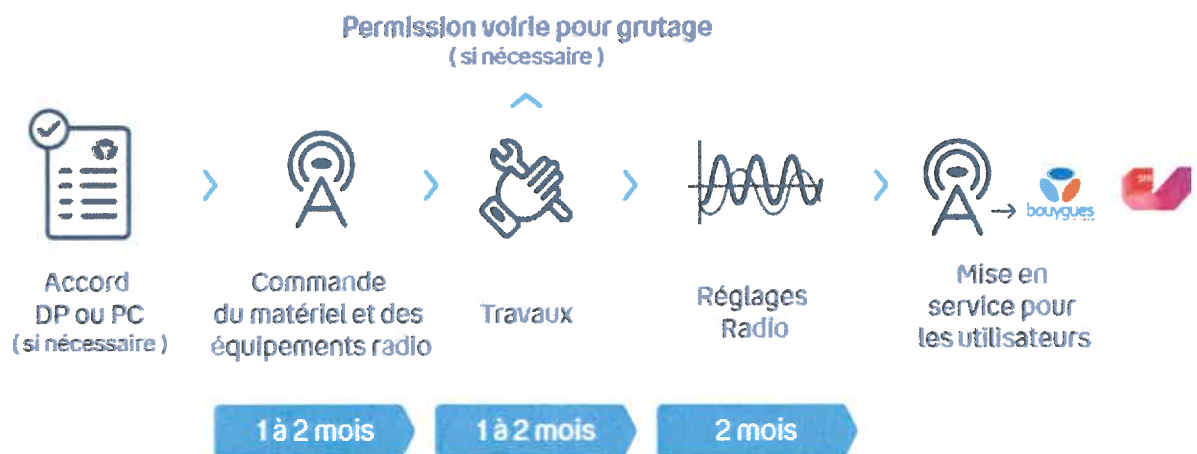 Permission voirie pour grutage
( si nécessaire )
Accord
DP ou PC
( si nécessaire )
Commande
du matériel et des
équipements radio
Travaux
Réglages
Radio
bouygues
Mise en
service pour
les utilisateurs
1 à 2 mois
1 à 2 mois
2 mois